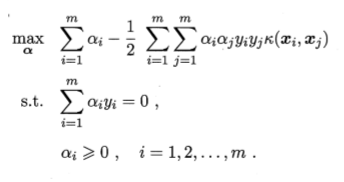 max_α ∑_{i=1}^{m} α_i − 1/2 ∑_{i=1}^{m} ∑_{j=1}^{m} α_i α_j y_i y_j κ(x_i, x_j)
s.t. ∑_{i=1}^{m} α_i y_i = 0 ,
α_i ⩾ 0 , i = 1, 2, . . . , m .